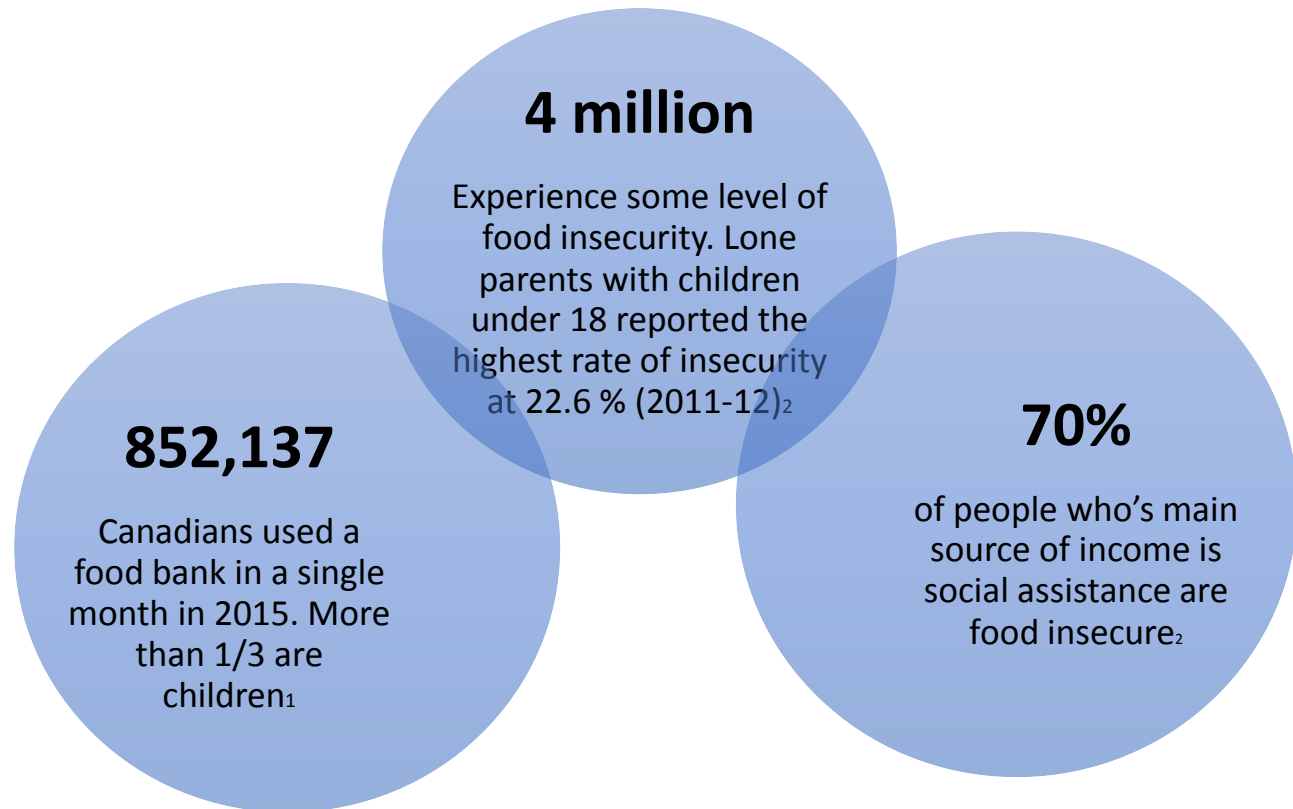 4 million
Experience some level of
food insecurity. Lone
parents with children
under 18 reported the
highest rate of insecurity
at 22.6 % (2011-12)2
852,137
Canadians used a
food bank in a single
month in 2015. More
than 1/3 are
children1
70%
of people who’s main
source of income is
social assistance are
food insecure2